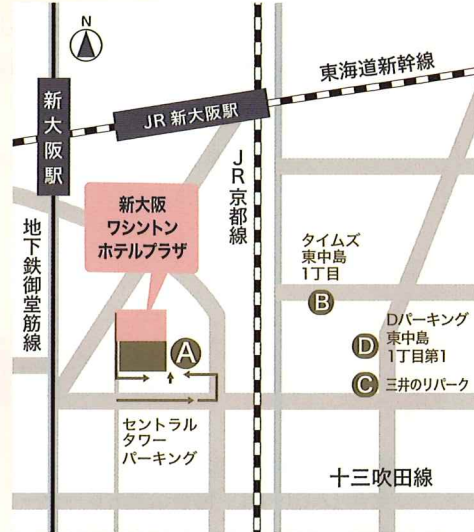 N
東海道新幹線
新大阪駅
JR 新大阪駅
JR京都線
新大阪
ワシントン
ホテルプラザ
地下鉄御堂筋線
タイムズ
東中島
1丁目
B
Dパーキング
東中島
1丁目第1
D
A
C
三井のリパーク
セントラル
タワー
パーキング
十三吹田線